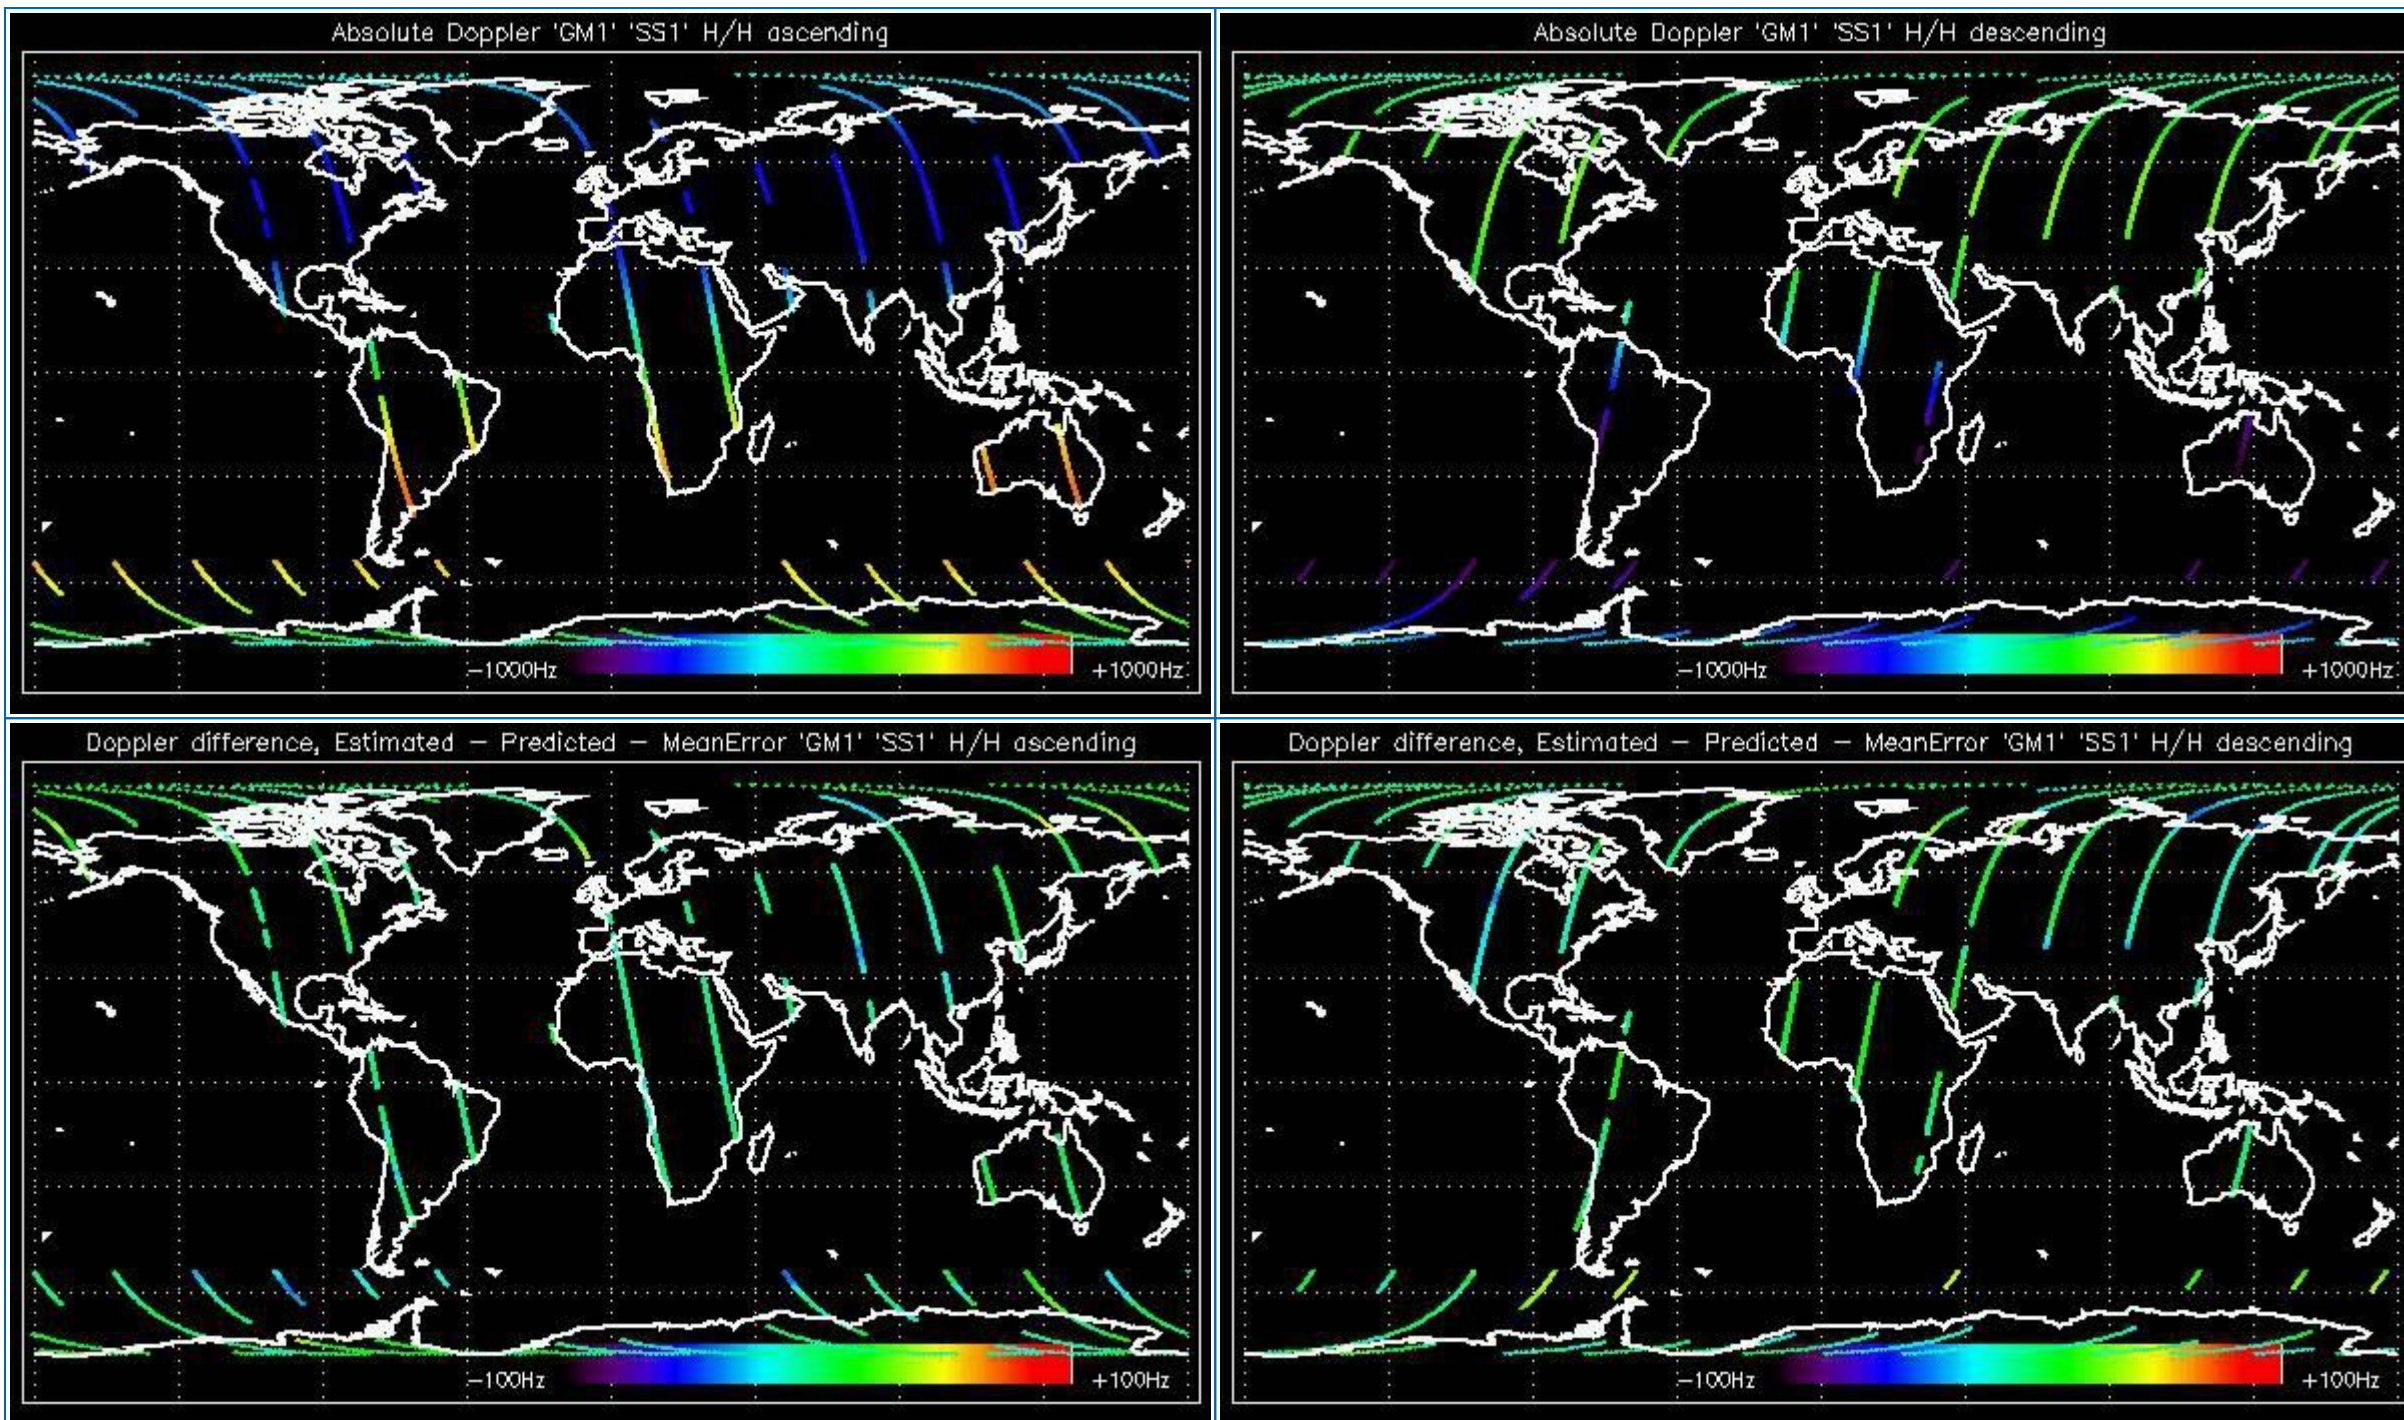 Absolute Doppler 'GM1' 'SS1' H/H ascending
-1000Hz
+1000Hz
Absolute Doppler 'GM1' 'SS1' H/H descending
-1000Hz
+1000Hz
Doppler difference, Estimated - Predicted - MeanError 'GM1' 'SS1' H/H ascending
-100Hz
+100Hz
Doppler difference, Estimated - Predicted - MeanError 'GM1' 'SS1' H/H descending
-100Hz
+100Hz